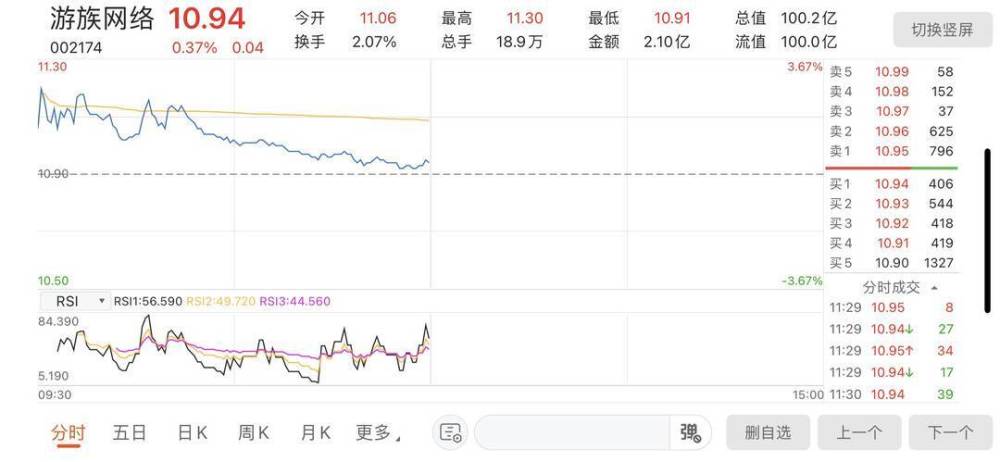 游族网络 10.94 今开 11.06 最高 11.30 最低 10.91 总值 100.2亿
002174 0.37% 0.04 换手 2.07% 总手 18.9万 金额 2.10亿 流值 100.0亿
切换竖屏
11.30 3.67%
10.90
10.50 -3.67%
RSI RSI1:56.590 RSI2:49.720 RSI3:44.560
84.390
5.190
09:30 15:00
卖5 10.99 58
卖4 10.98 152
卖3 10.97 37
卖2 10.96 625
卖1 10.95 796
买1 10.94 406
买2 10.93 544
买3 10.92 418
买4 10.91 419
买5 10.90 1327
分时成交
11:29 10.95 8
11:29 10.94↓ 27
11:29 10.95↑ 34
11:29 10.94↓ 17
11:30 10.94 39
分时 五日 日K 周K 月K 更多 弹 删自选 上一个 下一个